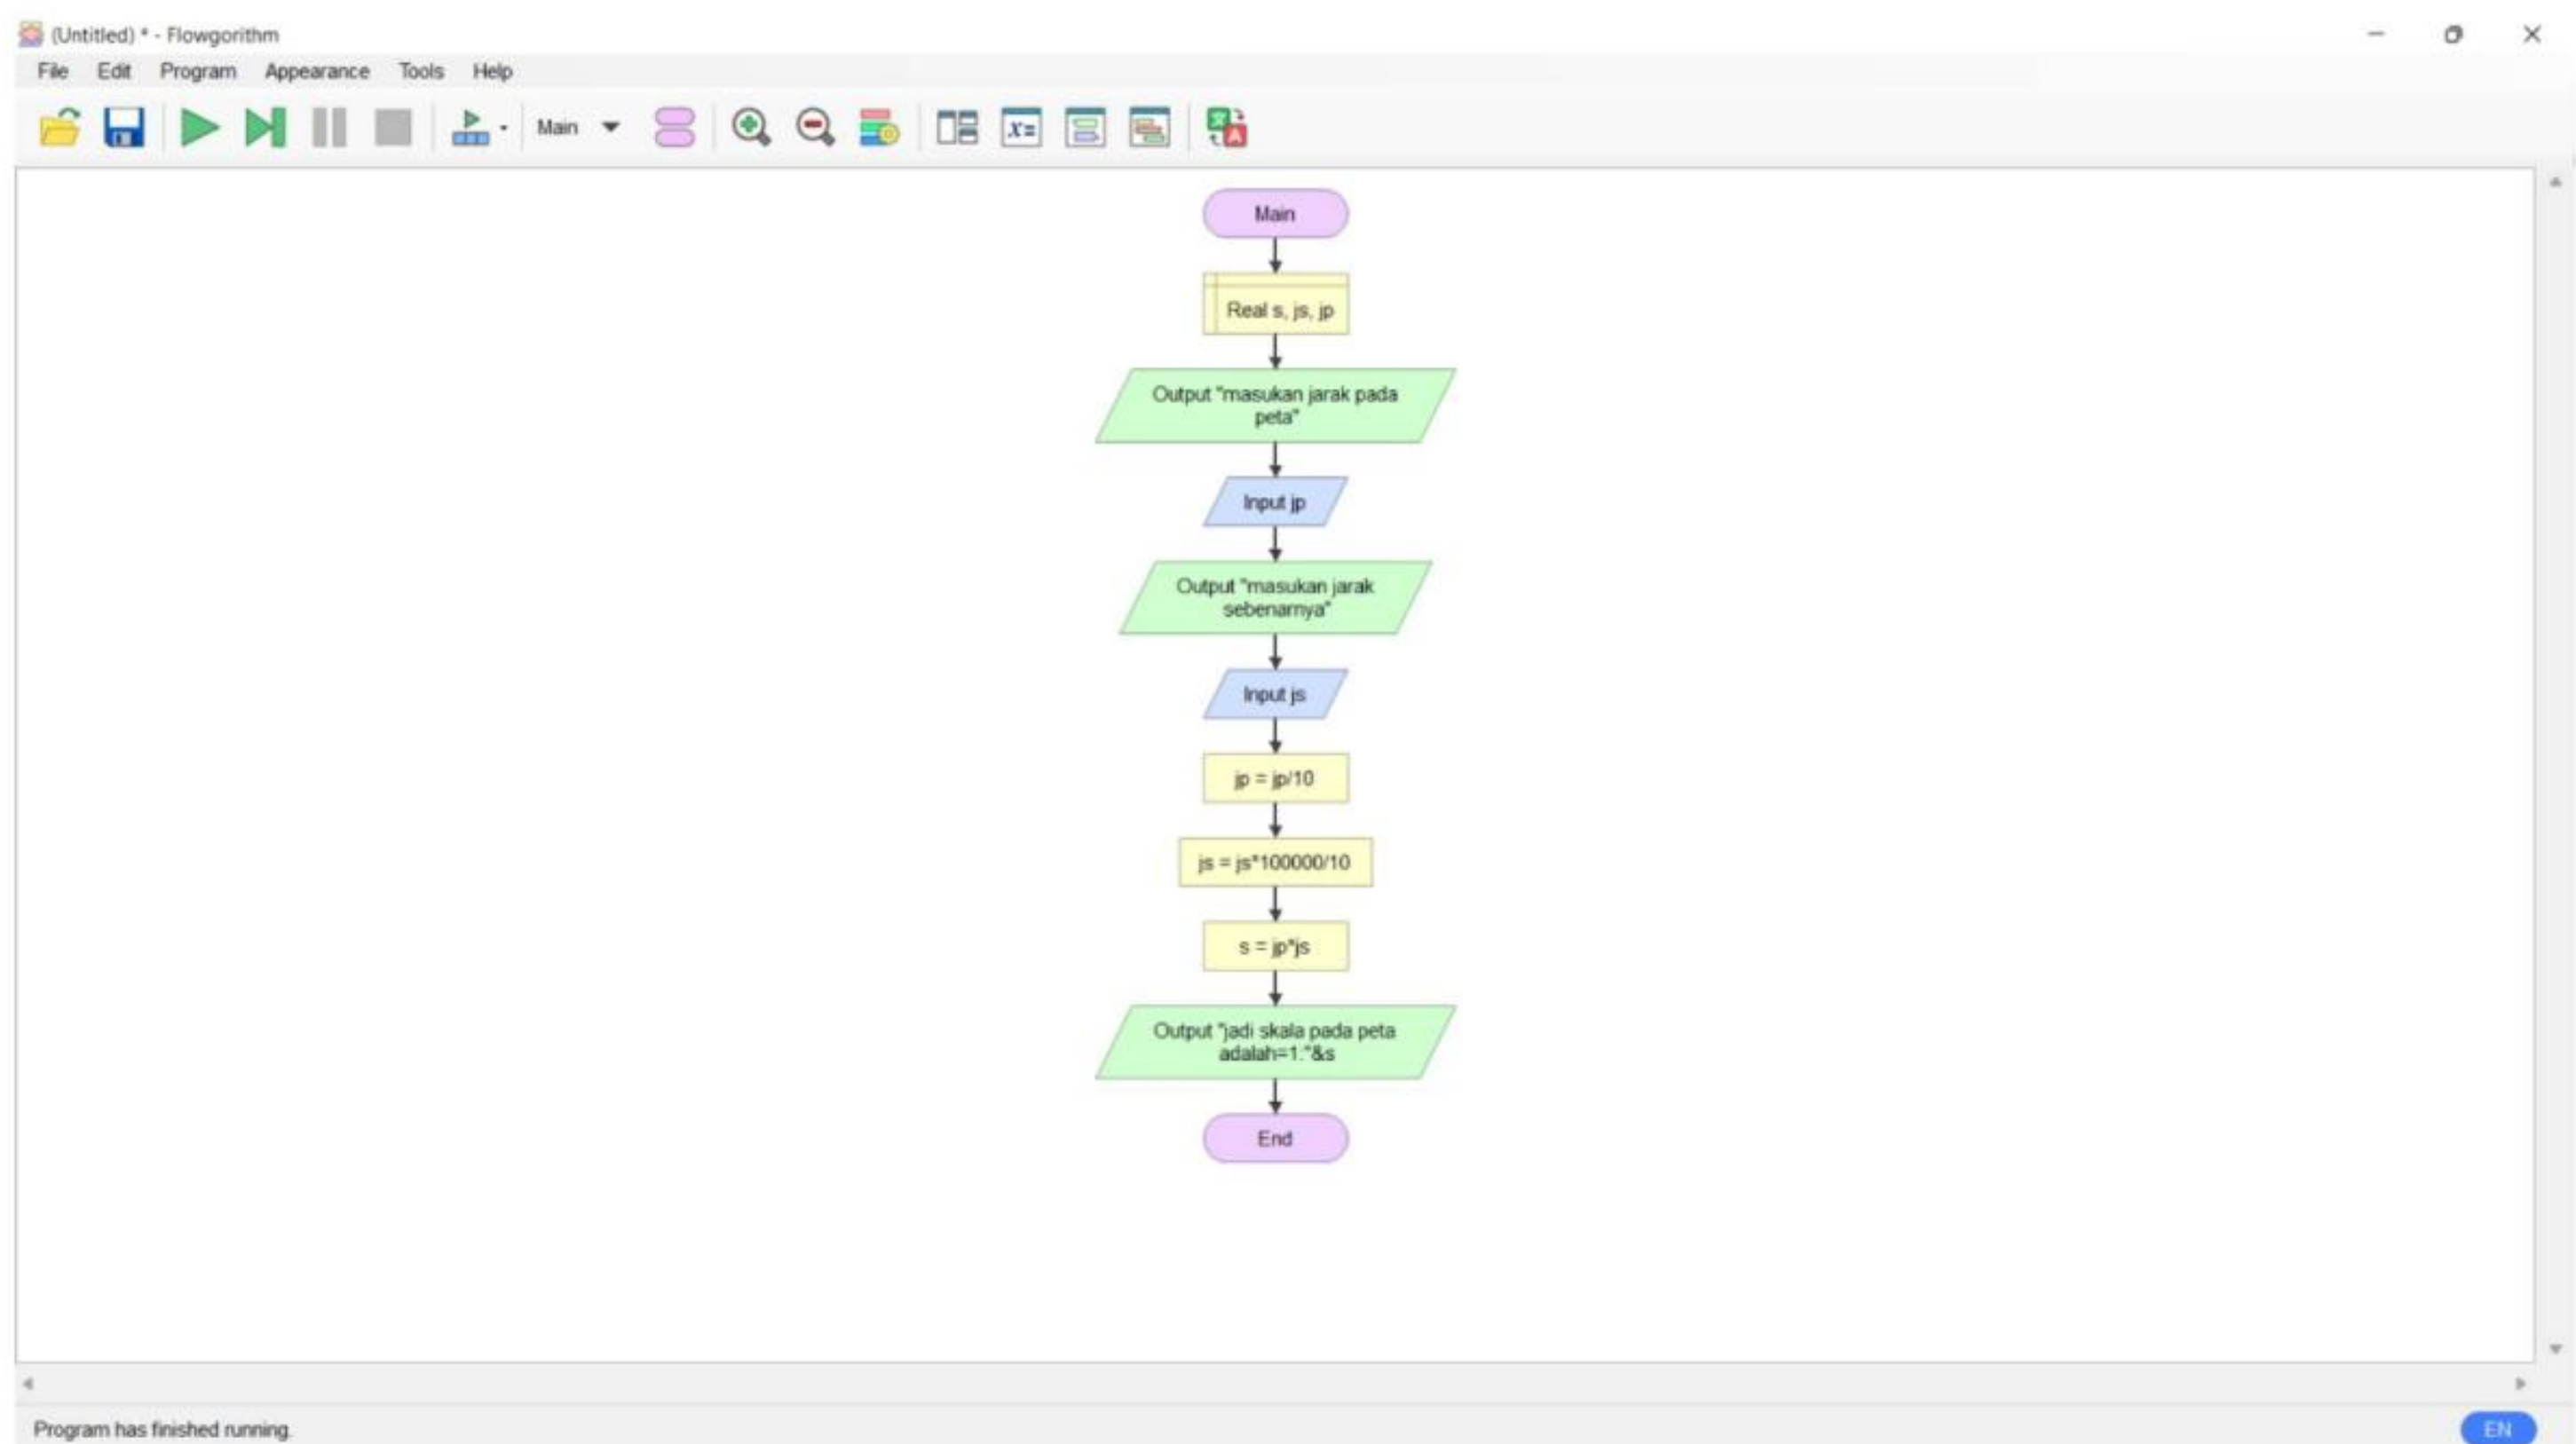 (Untitled) * - Flowgorithm
File Edit Program Appearance Tools Help
Main
x=
A
Main
Real s, js, jp
Output "masukan jarak pada
peta"
Input jp
Output "masukan jarak
sebenarnya"
Input js
jp = jp/10
js = js*100000/10
s = jp*js
Output "jadi skala pada peta
adalah=1:"&s
End
Program has finished running.
EN